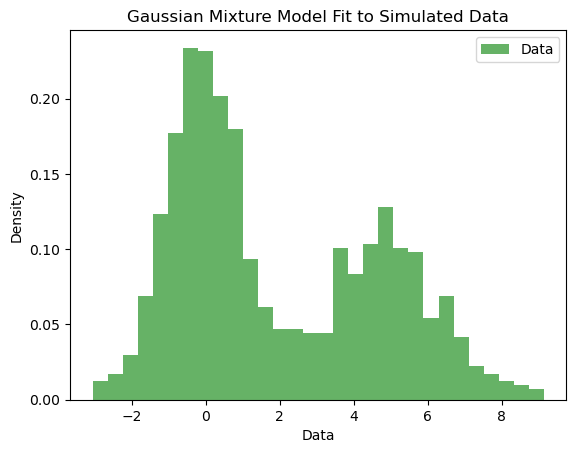 Gaussian Mixture Model Fit to Simulated Data
Data
0.20
0.15
0.10
0.05
0.00
Density
−2
0
2
4
6
8
Data